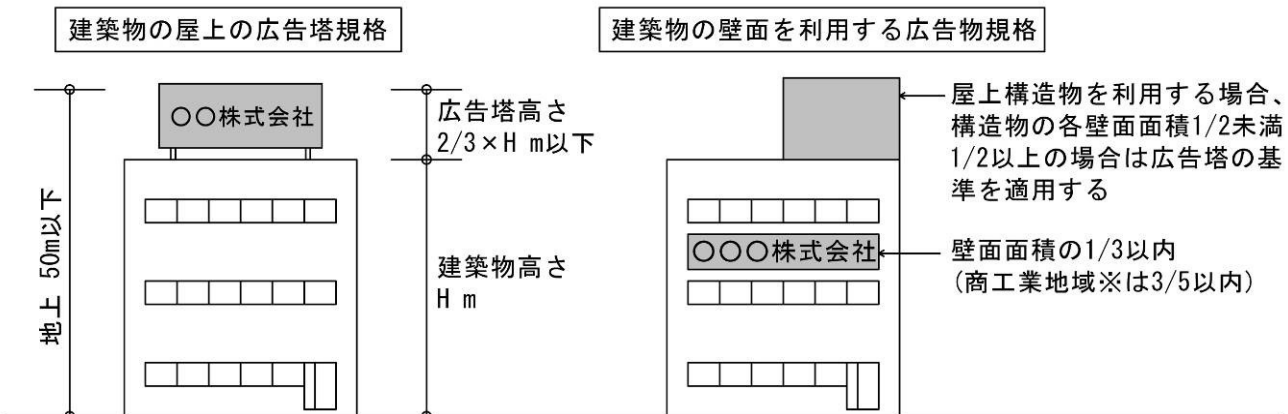 建築物の屋上の広告塔規格
〇〇株式会社
広告塔高さ
2/3×H m以下
地上 50m以下
建築物高さ
H m
建築物の壁面を利用する広告物規格
屋上構造物を利用する場合、
構造物の各壁面面積1/2未満
1/2以上の場合は広告塔の基
準を適用する
〇〇〇株式会社
壁面面積の1/3以内
(商工業地域※は3/5以内)